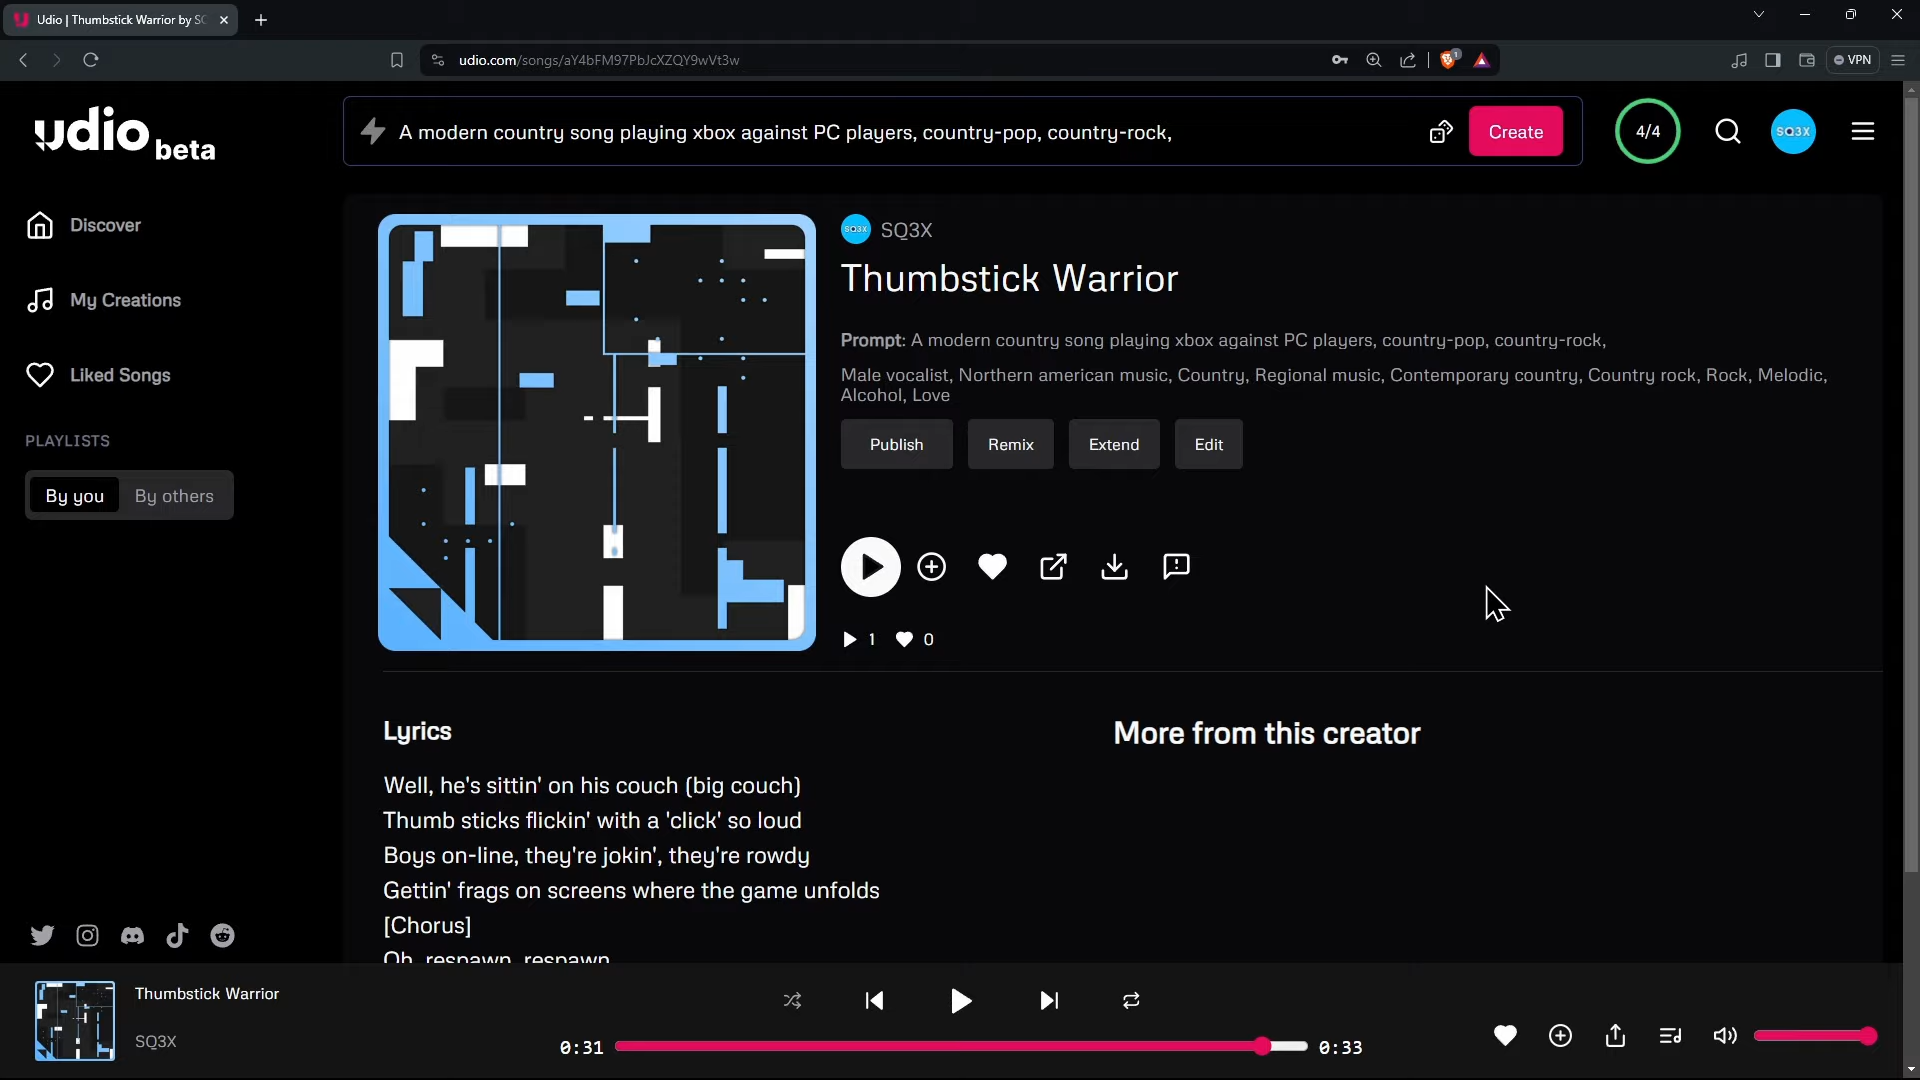 Udio | Thumbstick Warrior by SQ
udio.com/songs/aY4bFM97PbJcXZQY9wVt3w
1
VPN
udio beta
A modern country song playing xbox against PC players, country-pop, country-rock,
Create
4/4
SQ3X
Discover
My Creations
Liked Songs
PLAYLISTS
By you
By others
SQ3X
SQ3X
Thumbstick Warrior
Prompt: A modern country song playing xbox against PC players, country-pop, country-rock,
Male vocalist, Northern american music, Country, Regional music, Contemporary country, Country rock, Rock, Melodic,
Alcohol, Love
Publish
Remix
Extend
Edit
1
0
Lyrics
More from this creator
Well, he's sittin' on his couch (big couch)
Thumb sticks flickin' with a 'click' so loud
Boys on-line, they're jokin', they're rowdy
Gettin' frags on screens where the game unfolds
[Chorus]
Oh, respawn, respawn
Thumbstick Warrior
SQ3X
0:31
0:33